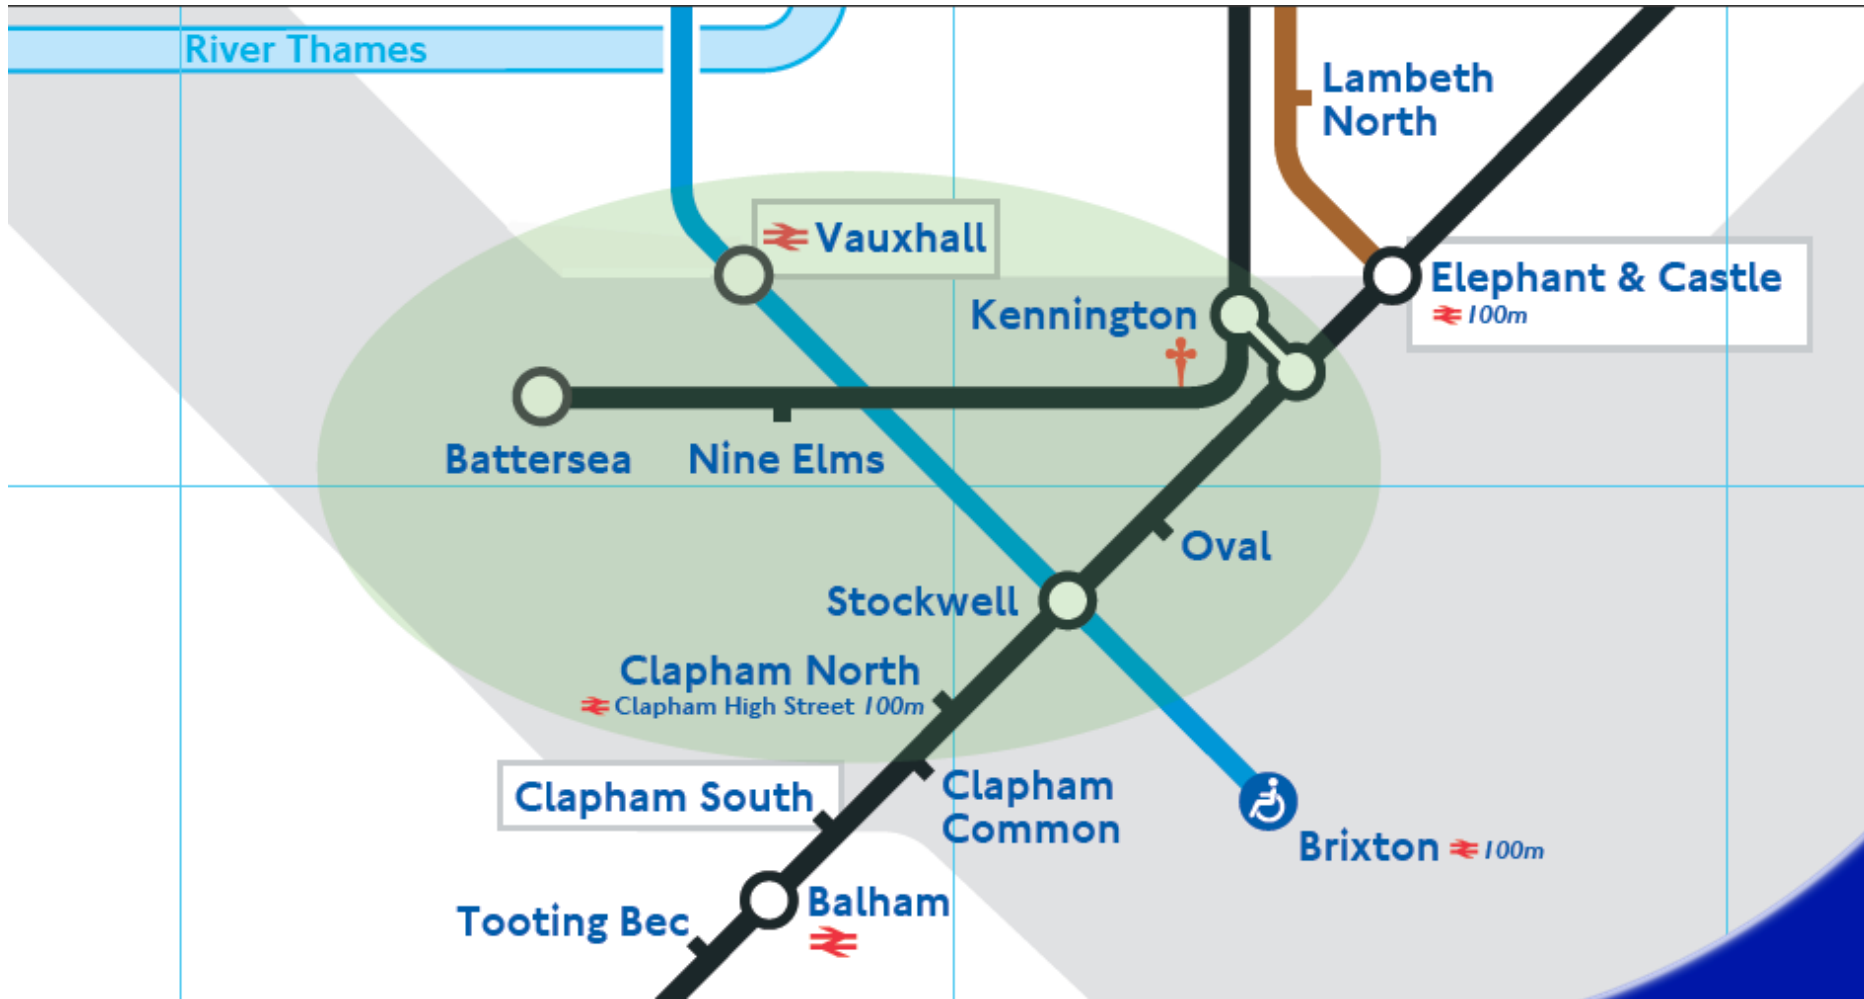 River Thames
Lambeth
North
Vauxhall
Elephant & Castle
100m
Kennington
Battersea
Nine Elms
Oval
Stockwell
Clapham North
Clapham High Street 100m
Clapham South
Clapham
Common
Brixton 100m
Balham
Tooting Bec